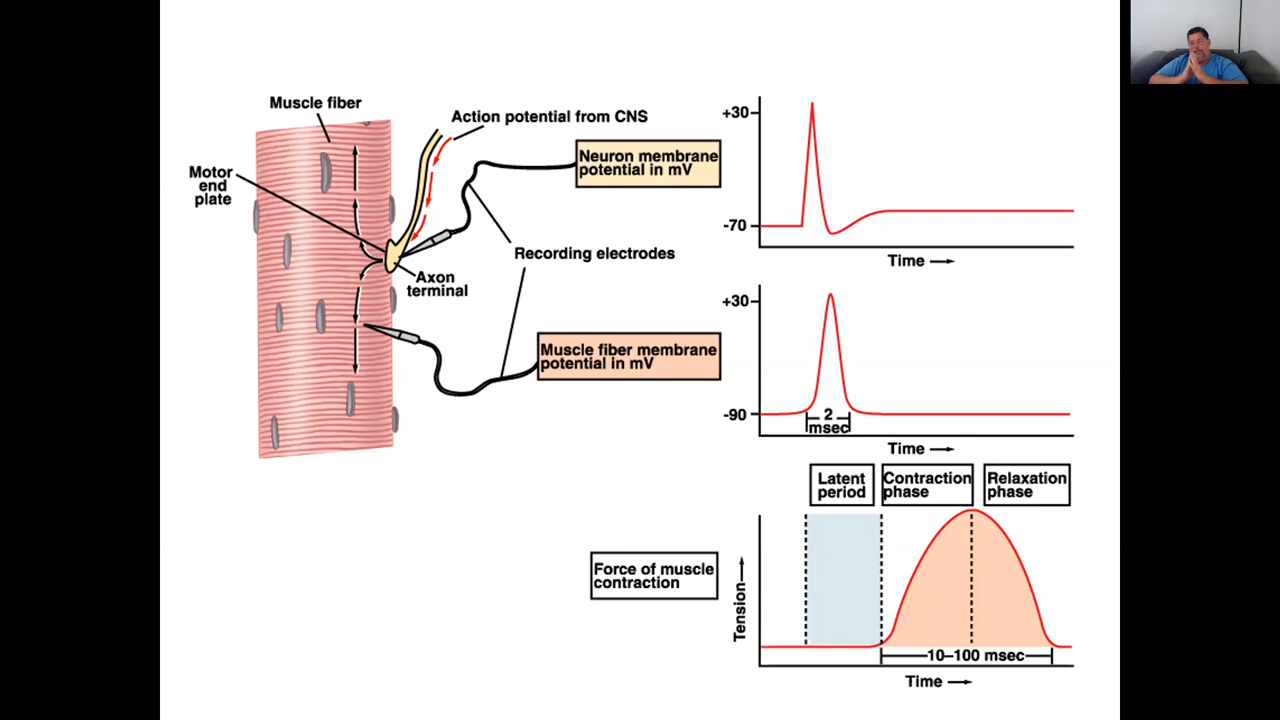 Muscle fiber
Action potential from CNS
Motor
end
plate
Neuron membrane
potential in mV
Recording electrodes
Axon
terminal
Muscle fiber membrane
potential in mV
+30
-70
Time
+30
-90
2
msec
Time
Latent
period
Contraction
phase
Relaxation
phase
Force of muscle
contraction
Tension
10–100 msec
Time